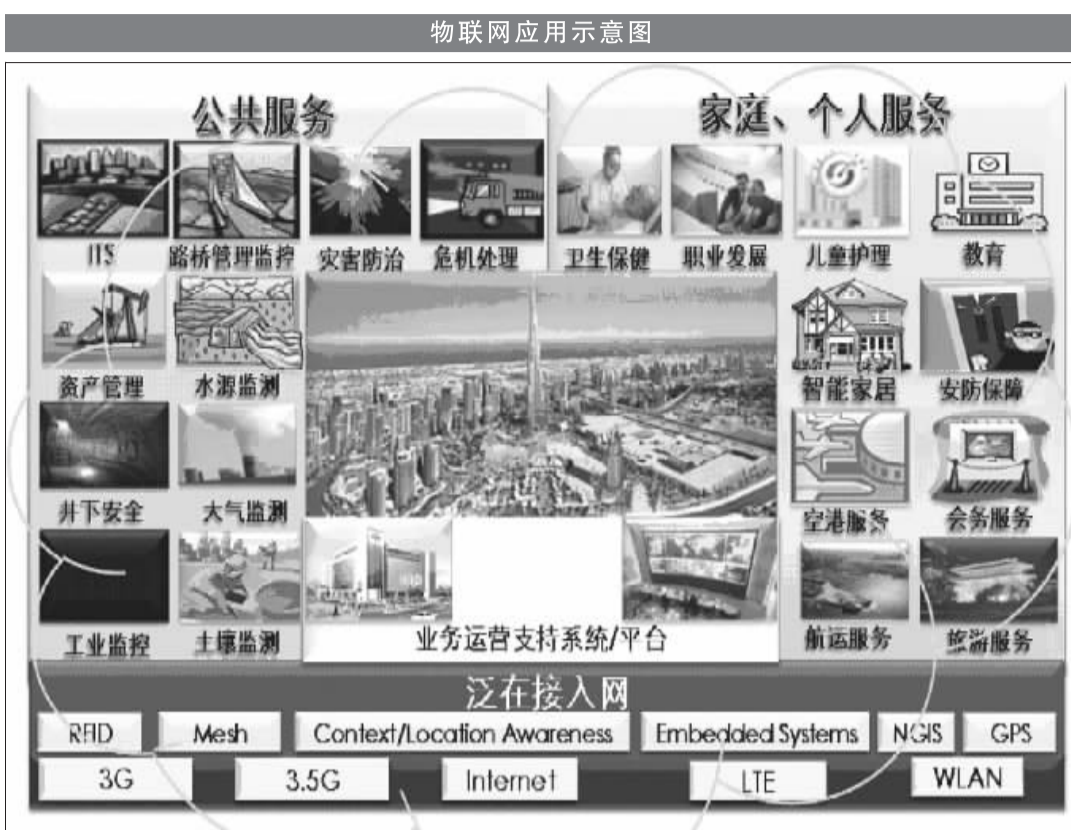 物联网应用示意图
公共服务
家庭、个人服务
ITS
路桥管理监控
灾害防治
危机处理
卫生保健
职业发展
儿童护理
教育
资产管理
水源监测
智能家居
安防保障
井下安全
大气监测
空港服务
会务服务
工业监控
土壤监测
业务运营支持系统/平台
航运服务
旅游服务
泛在接入网
RFID
Mesh
Context/Location Awareness
Embedded Systems
NGIS
GPS
3G
3.5G
Internet
LTE
WLAN